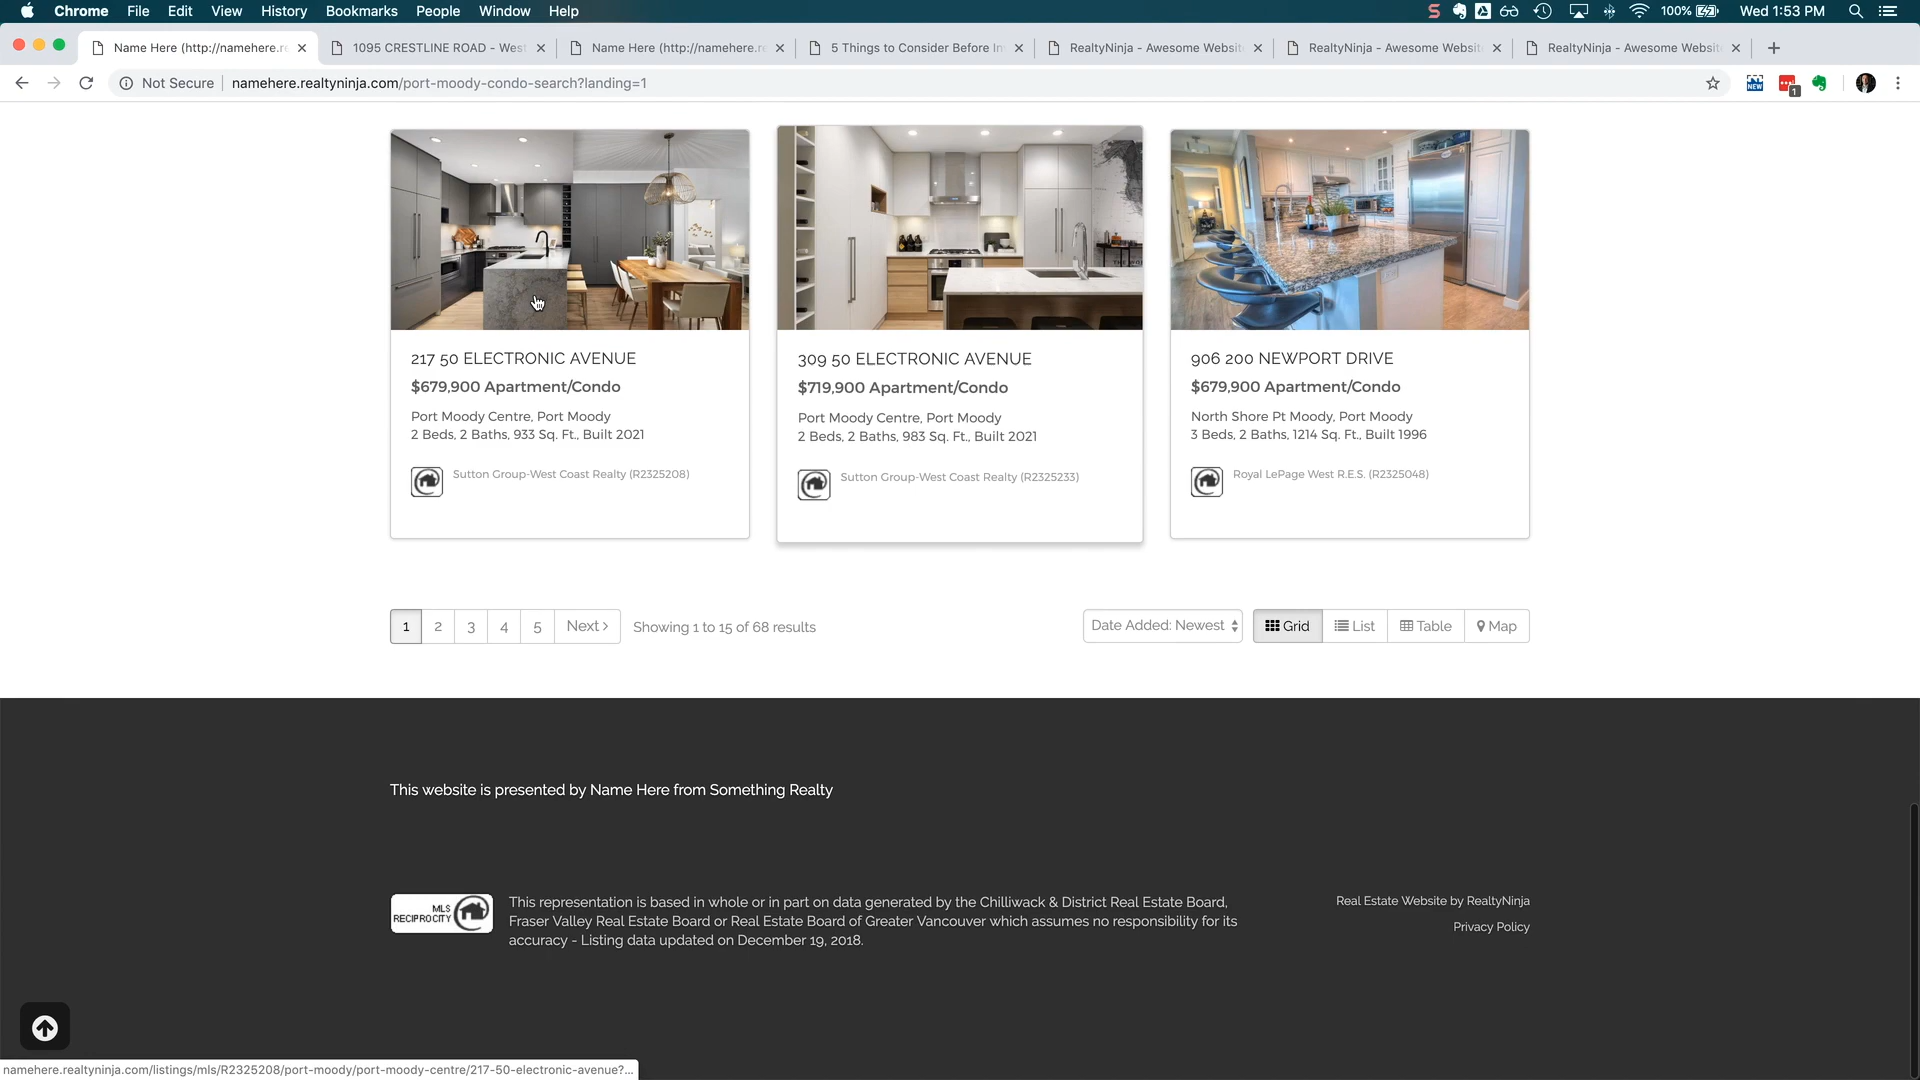 Chrome File Edit View History Bookmarks People Window Help
100% Wed 1:53 PM
Name Here (http://namehere.re
1095 CRESTLINE ROAD - West
Name Here (http://namehere.re
5 Things to Consider Before In
RealtyNinja - Awesome Website
RealtyNinja - Awesome Website
RealtyNinja - Awesome Website
Not Secure namehere.realtyninja.com/port-moody-condo-search?landing=1
NEW
1
217 50 ELECTRONIC AVENUE
$679,900 Apartment/Condo
Port Moody Centre, Port Moody
2 Beds, 2 Baths, 933 Sq. Ft., Built 2021
Sutton Group-West Coast Realty (R2325208)
309 50 ELECTRONIC AVENUE
$719,900 Apartment/Condo
Port Moody Centre, Port Moody
2 Beds, 2 Baths, 983 Sq. Ft., Built 2021
Sutton Group-West Coast Realty (R2325233)
906 200 NEWPORT DRIVE
$679,900 Apartment/Condo
North Shore Pt Moody, Port Moody
3 Beds, 2 Baths, 1214 Sq. Ft., Built 1996
Royal LePage West R.E.S. (R2325048)
1 2 3 4 5 Next > Showing 1 to 15 of 68 results
Date Added: Newest Grid List Table Map
This website is presented by Name Here from Something Realty
MLS
RECIPROCITY
This representation is based in whole or in part on data generated by the Chilliwack & District Real Estate Board,
Fraser Valley Real Estate Board or Real Estate Board of Greater Vancouver which assumes no responsibility for its
accuracy - Listing data updated on December 19, 2018.
Real Estate Website by RealtyNinja
Privacy Policy
namehere.realtyninja.com/listings/mls/R2325208/port-moody/port-moody-centre/217-50-electronic-avenue?...